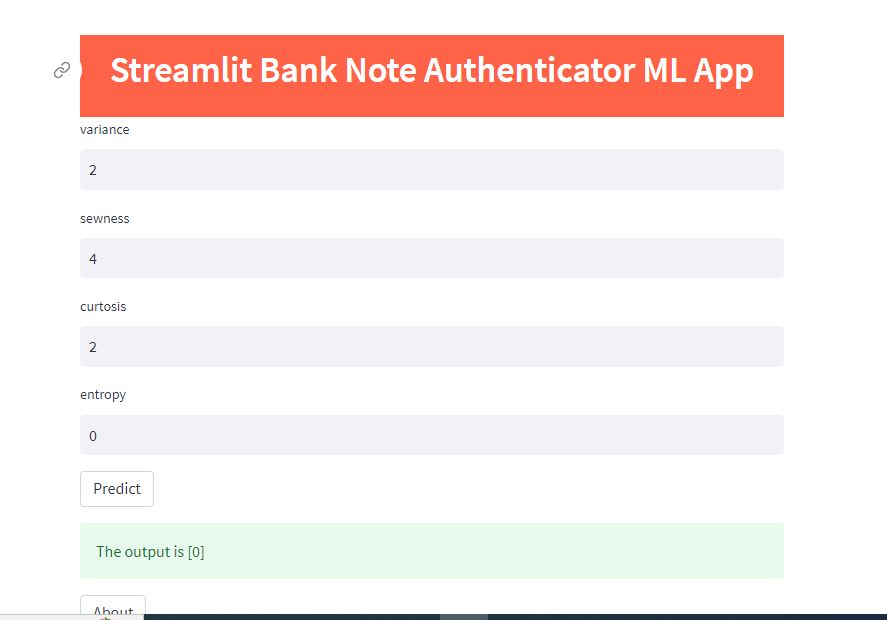 Streamlit Bank Note Authenticator ML App
variance
2
sewness
4
curtosis
2
entropy
0
Predict
The output is [0]
About